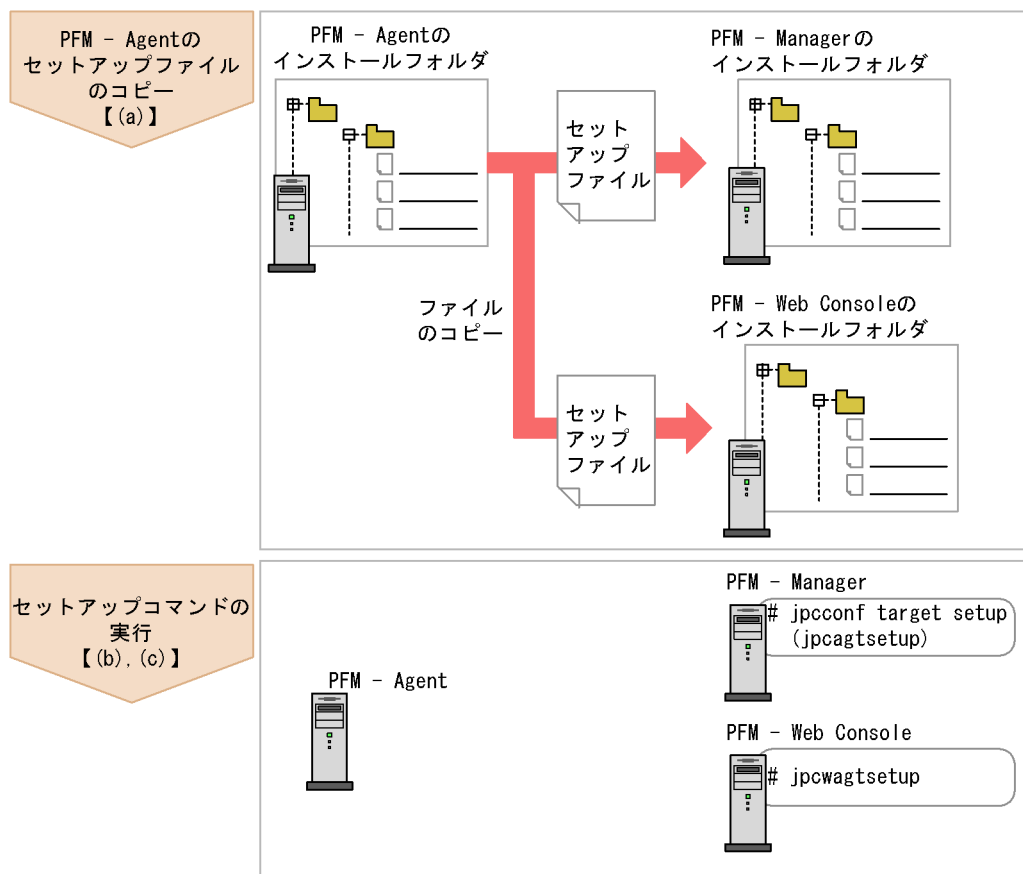 PFM - Agentの
セットアップファイル
のコピー
【(a)】
PFM - Agentの
インストールフォルダ
PFM - Managerの
インストールフォルダ
セット
アップ
ファイル
ファイル
のコピー
PFM - Web Consoleの
インストールフォルダ
セット
アップ
ファイル
セットアップコマンドの
実行
【(b),(c)】
PFM - Agent
PFM - Manager
# jpcconf target setup
(jpcagtsetup)
PFM - Web Console
# jpcwagtsetup